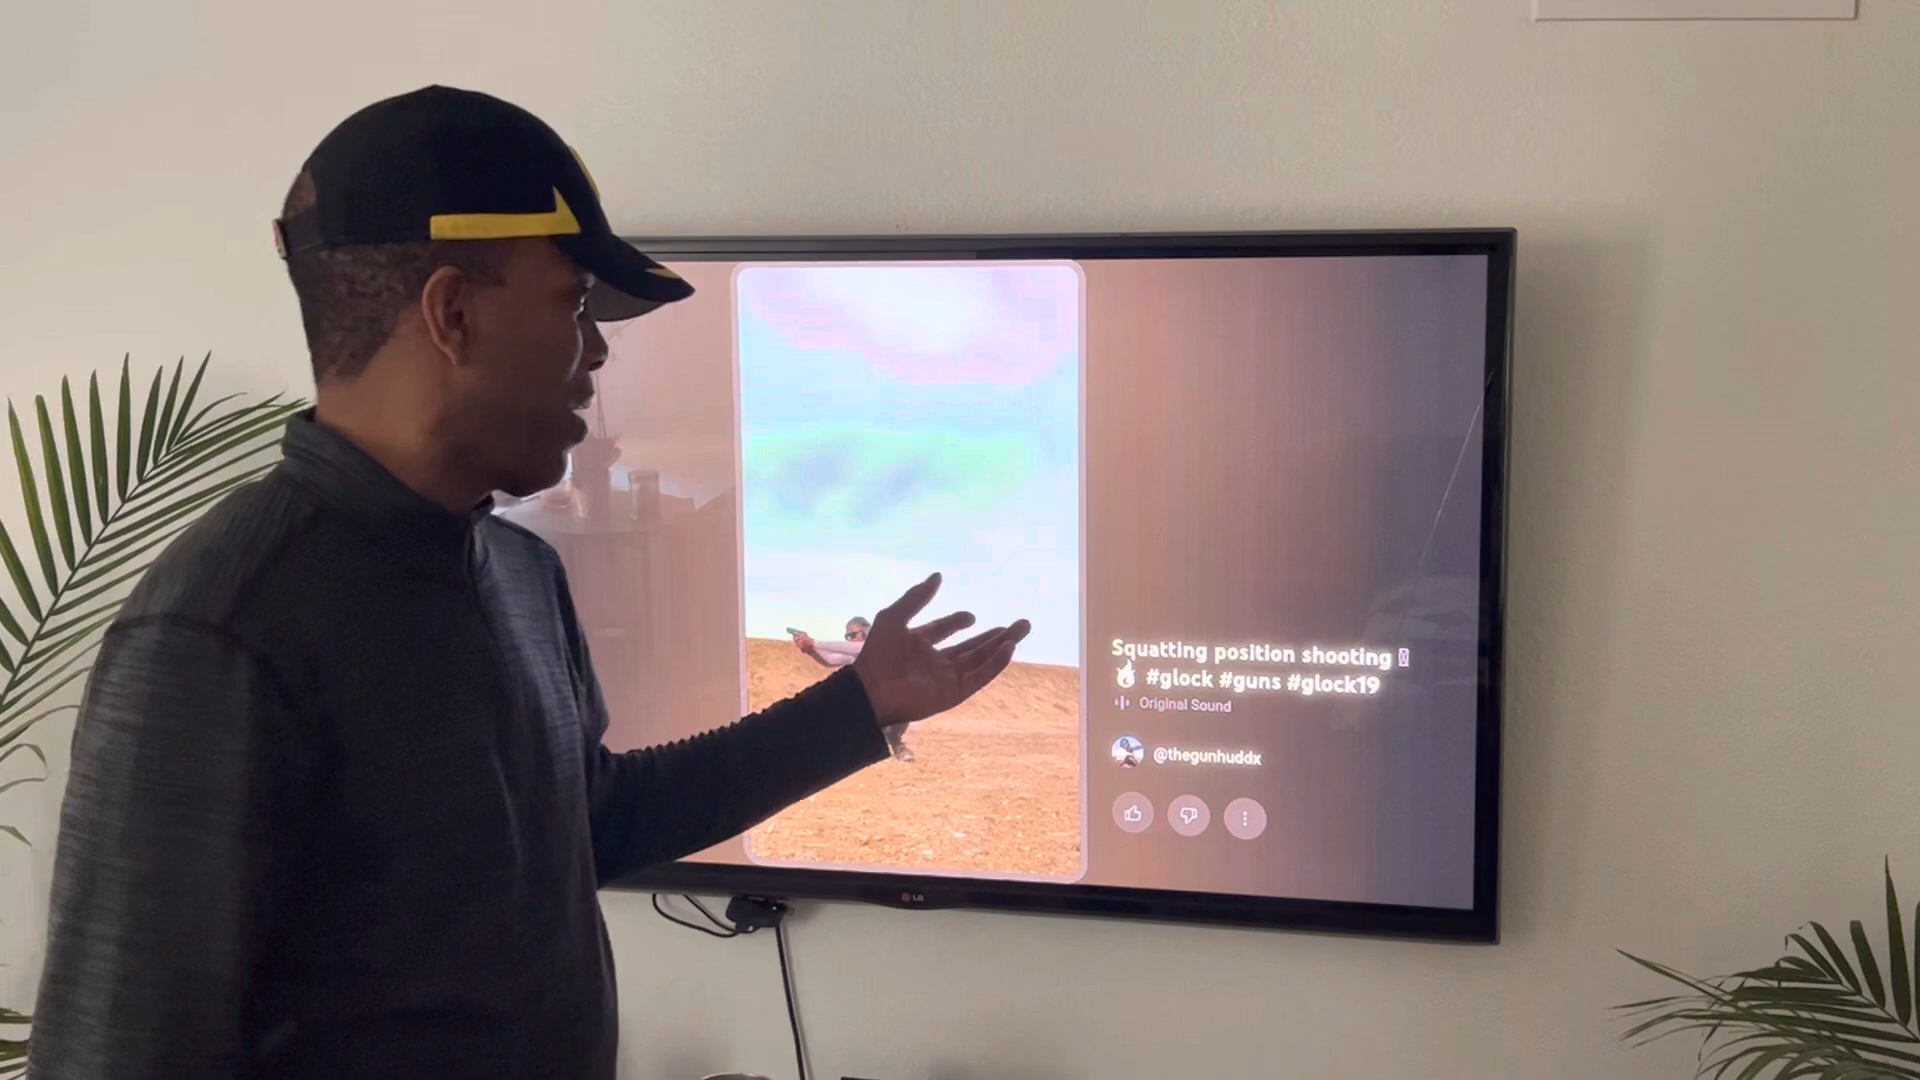 Squatting position shooting
🔥 #glock #guns #glock19
Original Sound
@thegunhuddx
LG